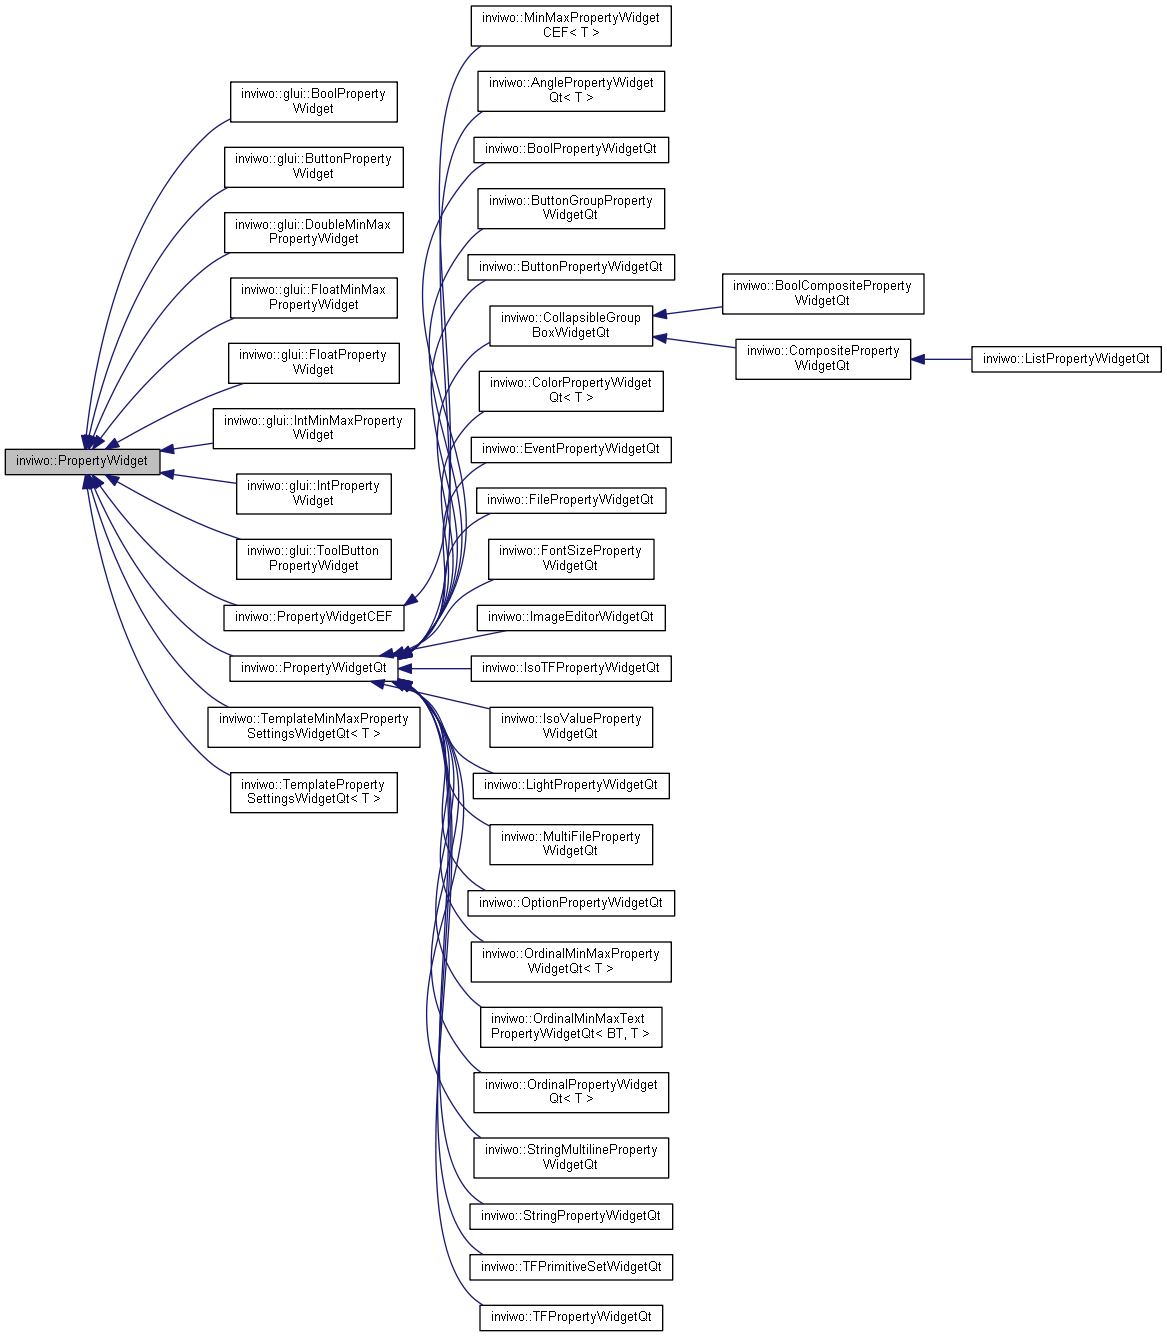 inviwo::PropertyWidget
inviwo::glui::BoolProperty
Widget
inviwo::glui::ButtonProperty
Widget
inviwo::glui::DoubleMinMax
PropertyWidget
inviwo::glui::FloatMinMax
PropertyWidget
inviwo::glui::FloatProperty
Widget
inviwo::glui::IntMinMaxProperty
Widget
inviwo::glui::IntProperty
Widget
inviwo::glui::ToolButton
PropertyWidget
inviwo::PropertyWidgetCEF
inviwo::PropertyWidgetQt
inviwo::TemplateMinMaxProperty
SettingsWidgetQt< T >
inviwo::TemplateProperty
SettingsWidgetQt< T >
inviwo::MinMaxPropertyWidget
CEF< T >
inviwo::AnglePropertyWidget
Qt< T >
inviwo::BoolPropertyWidgetQt
inviwo::ButtonGroupProperty
WidgetQt
inviwo::ButtonPropertyWidgetQt
inviwo::CollapsibleGroup
BoxWidgetQt
inviwo::ColorPropertyWidget
Qt< T >
inviwo::EventPropertyWidgetQt
inviwo::FilePropertyWidgetQt
inviwo::FontSizeProperty
WidgetQt
inviwo::ImageEditorWidgetQt
inviwo::IsoTFPropertyWidgetQt
inviwo::IsoValueProperty
WidgetQt
inviwo::LightPropertyWidgetQt
inviwo::MultiFileProperty
WidgetQt
inviwo::OptionPropertyWidgetQt
inviwo::OrdinalMinMaxProperty
WidgetQt< T >
inviwo::OrdinalMinMaxText
PropertyWidgetQt< BT, T >
inviwo::OrdinalPropertyWidget
Qt< T >
inviwo::StringMultilineProperty
WidgetQt
inviwo::StringPropertyWidgetQt
inviwo::TFPrimitiveSetWidgetQt
inviwo::TFPropertyWidgetQt
inviwo::BoolCompositeProperty
WidgetQt
inviwo::CompositeProperty
WidgetQt
inviwo::ListPropertyWidgetQt